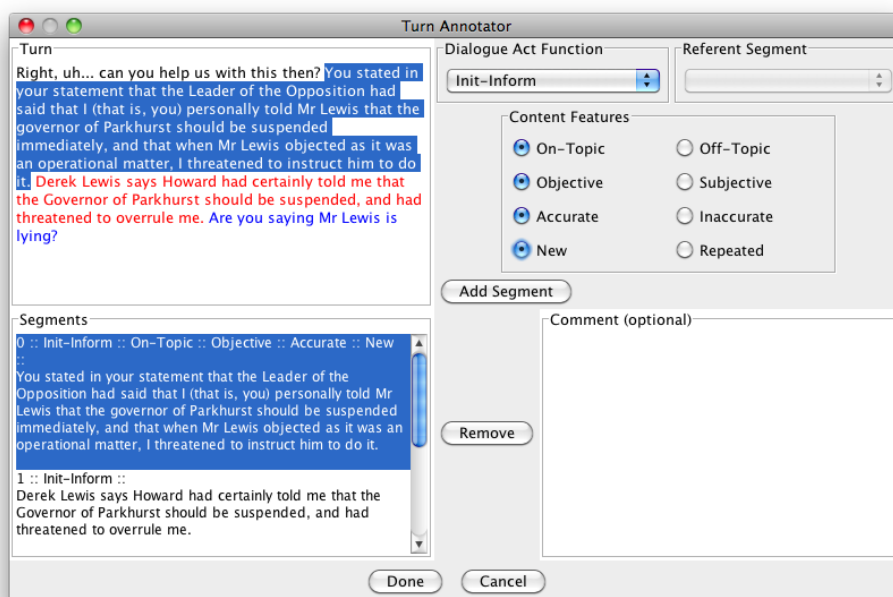 Turn Annotator
Turn
Right, uh... can you help us with this then? You stated in
your statement that the Leader of the Opposition had
said that I (that is, you) personally told Mr Lewis that the
governor of Parkhurst should be suspended
immediately, and that when Mr Lewis objected as it was
an operational matter, I threatened to instruct him to do
it. Derek Lewis says Howard had certainly told me that
the Governor of Parkhurst should be suspended, and had
threatened to overrule me. Are you saying Mr Lewis is
lying?
Dialogue Act Function
Init-Inform
Referent Segment
Content Features
On-Topic
Off-Topic
Objective
Subjective
Accurate
Inaccurate
New
Repeated
Add Segment
Segments
0 :: Init-Inform :: On-Topic :: Objective :: Accurate :: New
::
You stated in your statement that the Leader of the
Opposition had said that I (that is, you) personally told Mr
Lewis that the governor of Parkhurst should be suspended
immediately, and that when Mr Lewis objected as it was an
operational matter, I threatened to instruct him to do it.
1 :: Init-Inform ::
Derek Lewis says Howard had certainly told me that the
Governor of Parkhurst should be suspended, and had
threatened to overrule me.
Remove
Comment (optional)
Done
Cancel